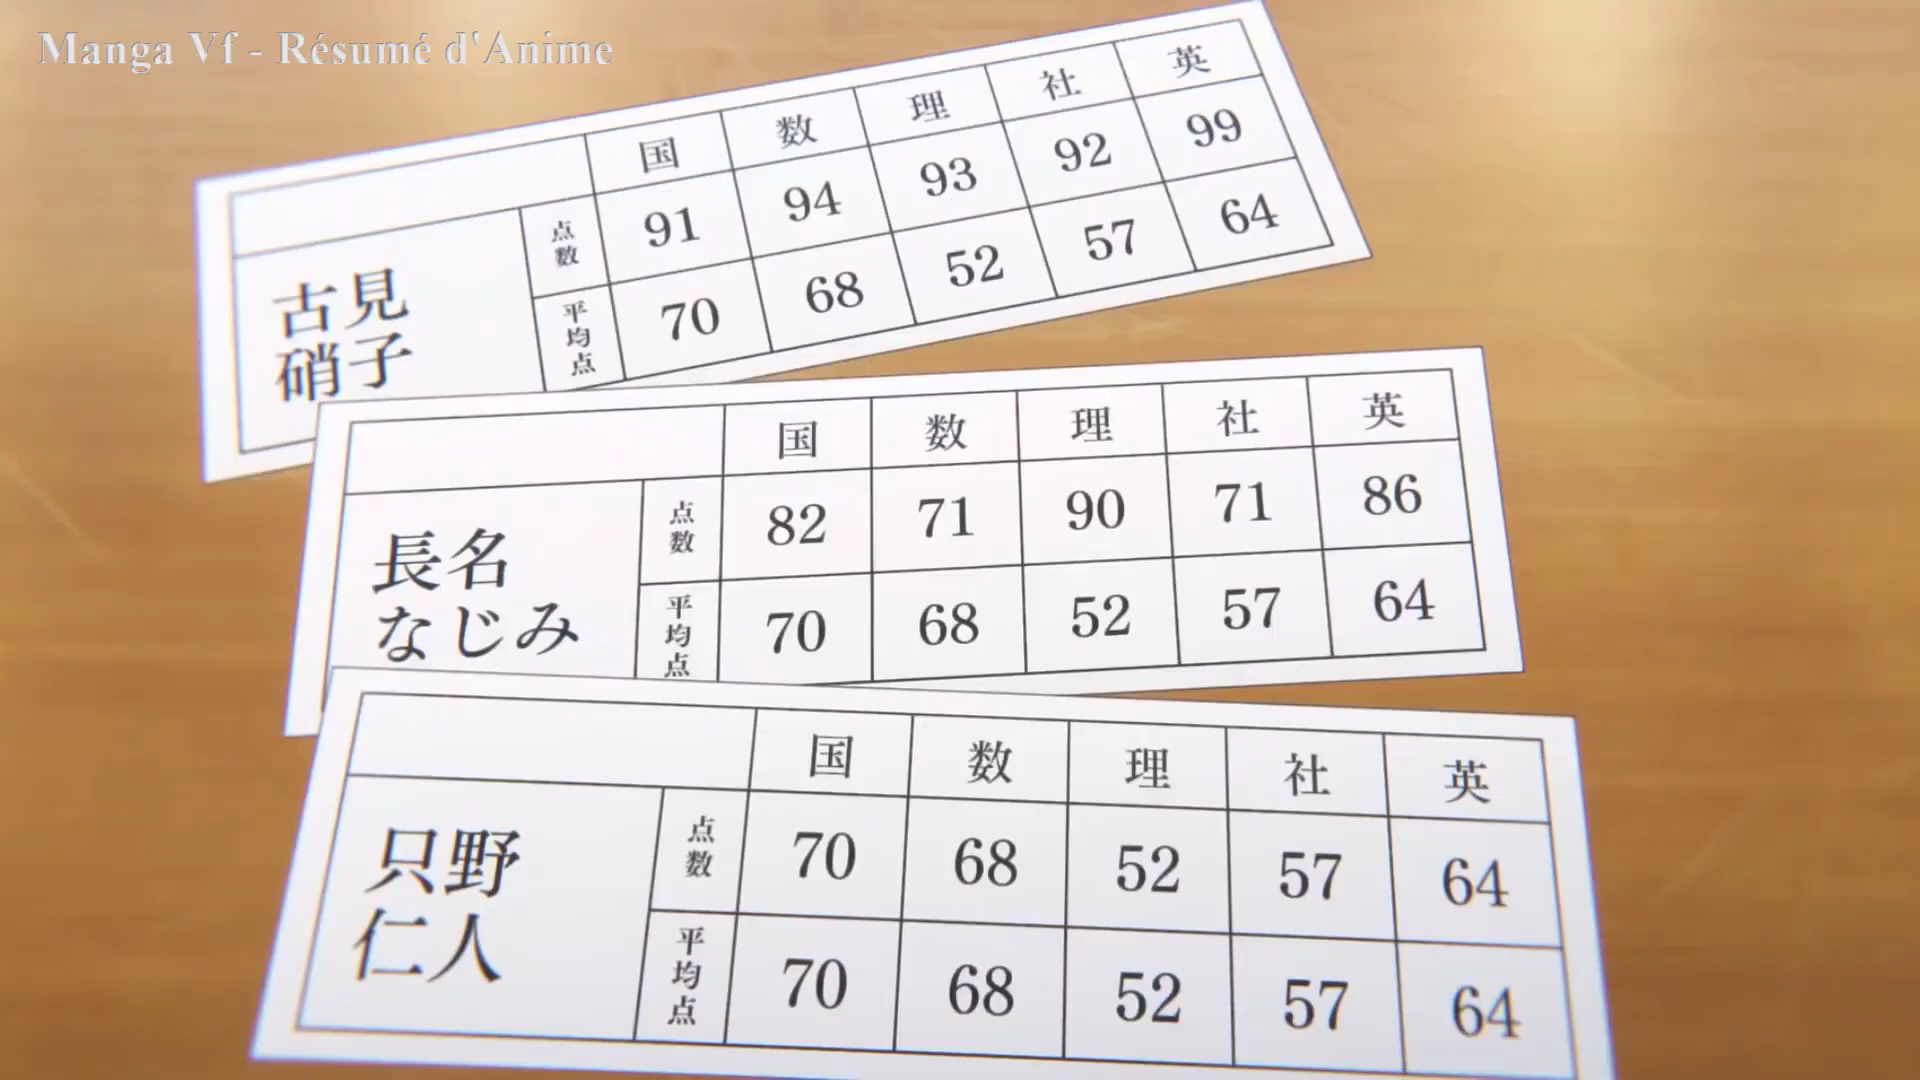 Manga Vf - Résumé d'Anime
国 数 理 社 英
点数 91 94 93 92 99
平均点 70 68 52 57 64
古見
硝子
国 数 理 社 英
点数 82 71 90 71 86
平均点 70 68 52 57 64
長名
なじみ
国 数 理 社 英
点数 70 68 52 57 64
平均点 70 68 52 57 64
只野
仁人